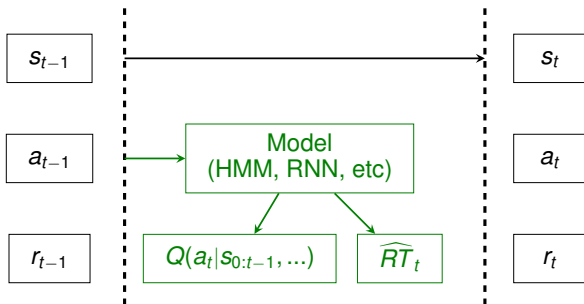 s_{t−1}
s_t
a_{t−1}
Model
(HMM, RNN, etc)
a_t
r_{t−1}
Q(a_t|s_{0:t−1}, ...)
\widehat{RT}_t
r_t